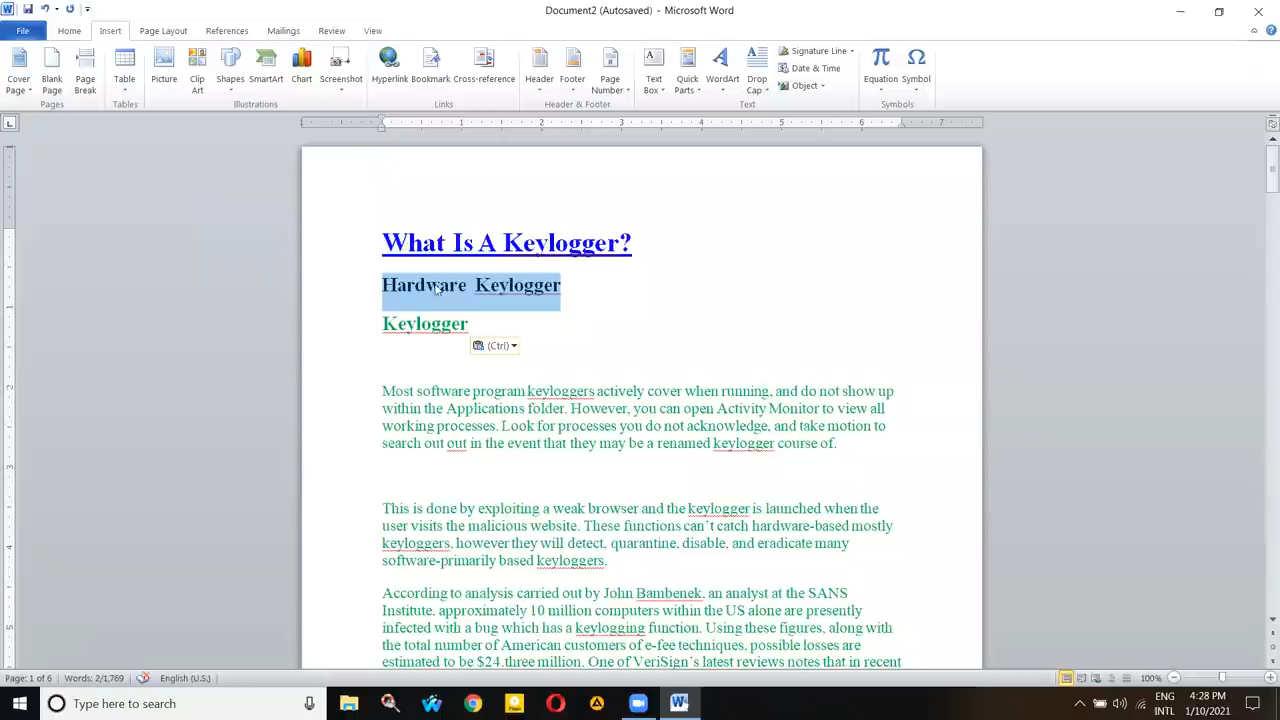 Document2 (Autosaved) - Microsoft Word
File Home Insert Page Layout References Mailings Review View
Cover Page Blank Page Page Break Table Picture Clip Art Shapes SmartArt Chart Screenshot Hyperlink Bookmark Cross-reference Header Footer Page Number Text Box Quick Parts WordArt Drop Cap Signature Line Date & Time Object Equation Symbol
Pages Tables Illustrations Links Header & Footer Text Symbols
1 2 3 4 5 6 7
What Is A Keylogger?
Hardware Keylogger
Keylogger
(Ctrl)
Most software program keyloggers actively cover when running, and do not show up
within the Applications folder. However, you can open Activity Monitor to view all
working processes. Look for processes you do not acknowledge, and take motion to
search out out in the event that they may be a renamed keylogger course of.
This is done by exploiting a weak browser and the keylogger is launched when the
user visits the malicious website. These functions can't catch hardware-based mostly
keyloggers, however they will detect, quarantine, disable, and eradicate many
software-primarily based keyloggers.
According to analysis carried out by John Bambenek, an analyst at the SANS
Institute, approximately 10 million computers within the US alone are presently
infected with a bug which has a keylogging function. Using these figures, along with
the total number of American customers of e-fee techniques, possible losses are
estimated to be $24.three million. One of VeriSign's latest reviews notes that in recent
Page: 1 of 6 Words: 2/1,769 English (U.S.) 100%
Type here to search
ENG
INTL
4:28 PM
1/10/2021